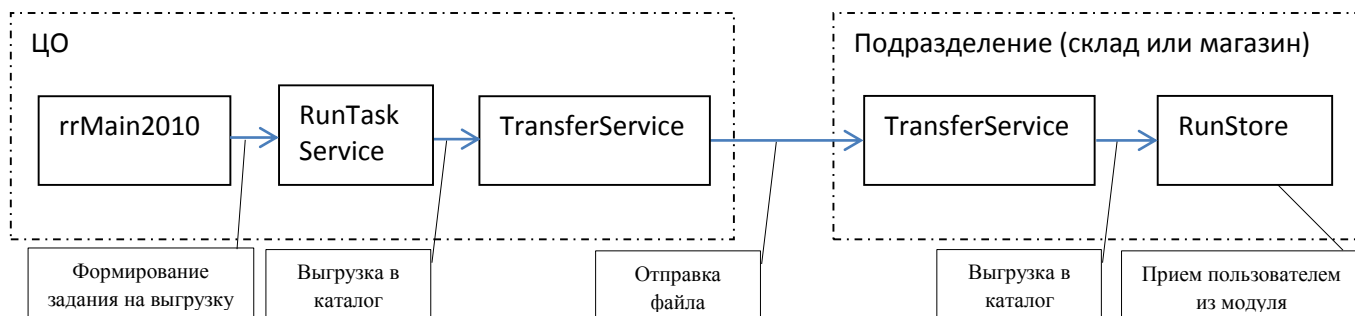 ЦО
Подразделение (склад или магазин)
rrMain2010
RunTask
Service
TransferService
TransferService
RunStore
Формирование
задания на выгрузку
Выгрузка в
каталог
Отправка
файла
Выгрузка в
каталог
Прием пользователем
из модуля